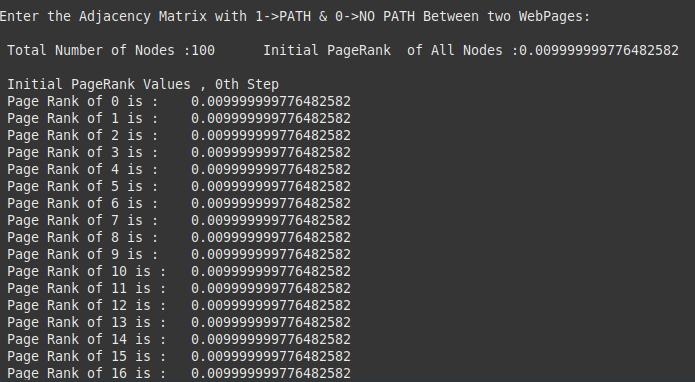 Enter the Adjacency Matrix with 1->PATH & 0->NO PATH Between two WebPages:
Total Number of Nodes :100 Initial PageRank of All Nodes :0.009999999776482582
Initial PageRank Values , 0th Step
Page Rank of 0 is : 0.009999999776482582
Page Rank of 1 is : 0.009999999776482582
Page Rank of 2 is : 0.009999999776482582
Page Rank of 3 is : 0.009999999776482582
Page Rank of 4 is : 0.009999999776482582
Page Rank of 5 is : 0.009999999776482582
Page Rank of 6 is : 0.009999999776482582
Page Rank of 7 is : 0.009999999776482582
Page Rank of 8 is : 0.009999999776482582
Page Rank of 9 is : 0.009999999776482582
Page Rank of 10 is : 0.009999999776482582
Page Rank of 11 is : 0.009999999776482582
Page Rank of 12 is : 0.009999999776482582
Page Rank of 13 is : 0.009999999776482582
Page Rank of 14 is : 0.009999999776482582
Page Rank of 15 is : 0.009999999776482582
Page Rank of 16 is : 0.009999999776482582